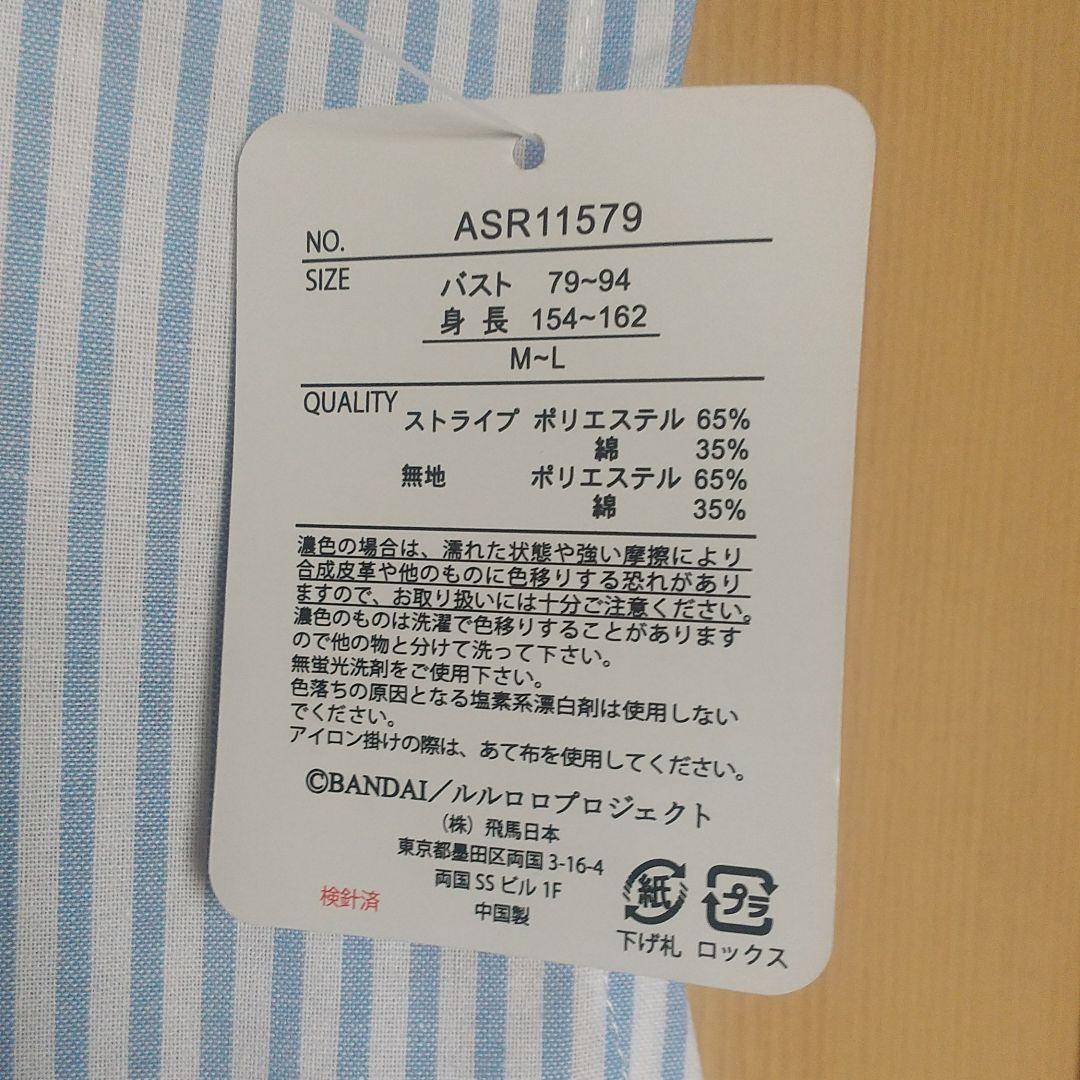 NO. ASR11579
SIZE バスト 79~94
身長 154~162
M~L
QUALITY ストライプ ポリエステル 65%
綿 35%
無地 ポリエステル 65%
綿 35%
濃色の場合は、濡れた状態や強い摩擦により
合成皮革や他のものに色移りする恐れがあり
ますので、お取り扱いには十分ご注意ください。
濃色のものは洗濯で色移りすることがあります
ので他の物と分けて洗って下さい。
無蛍光洗剤をご使用下さい。
色落ちの原因となる塩素系漂白剤は使用しない
でください。
アイロン掛けの際は、あて布を使用してください。
©BANDAI／ルルロロプロジェクト
（株）飛馬日本
東京都墨田区両国 3-16-4
両国 SS ビル 1F
中国製
検針済
紙 プラ
下げ札 ロックス